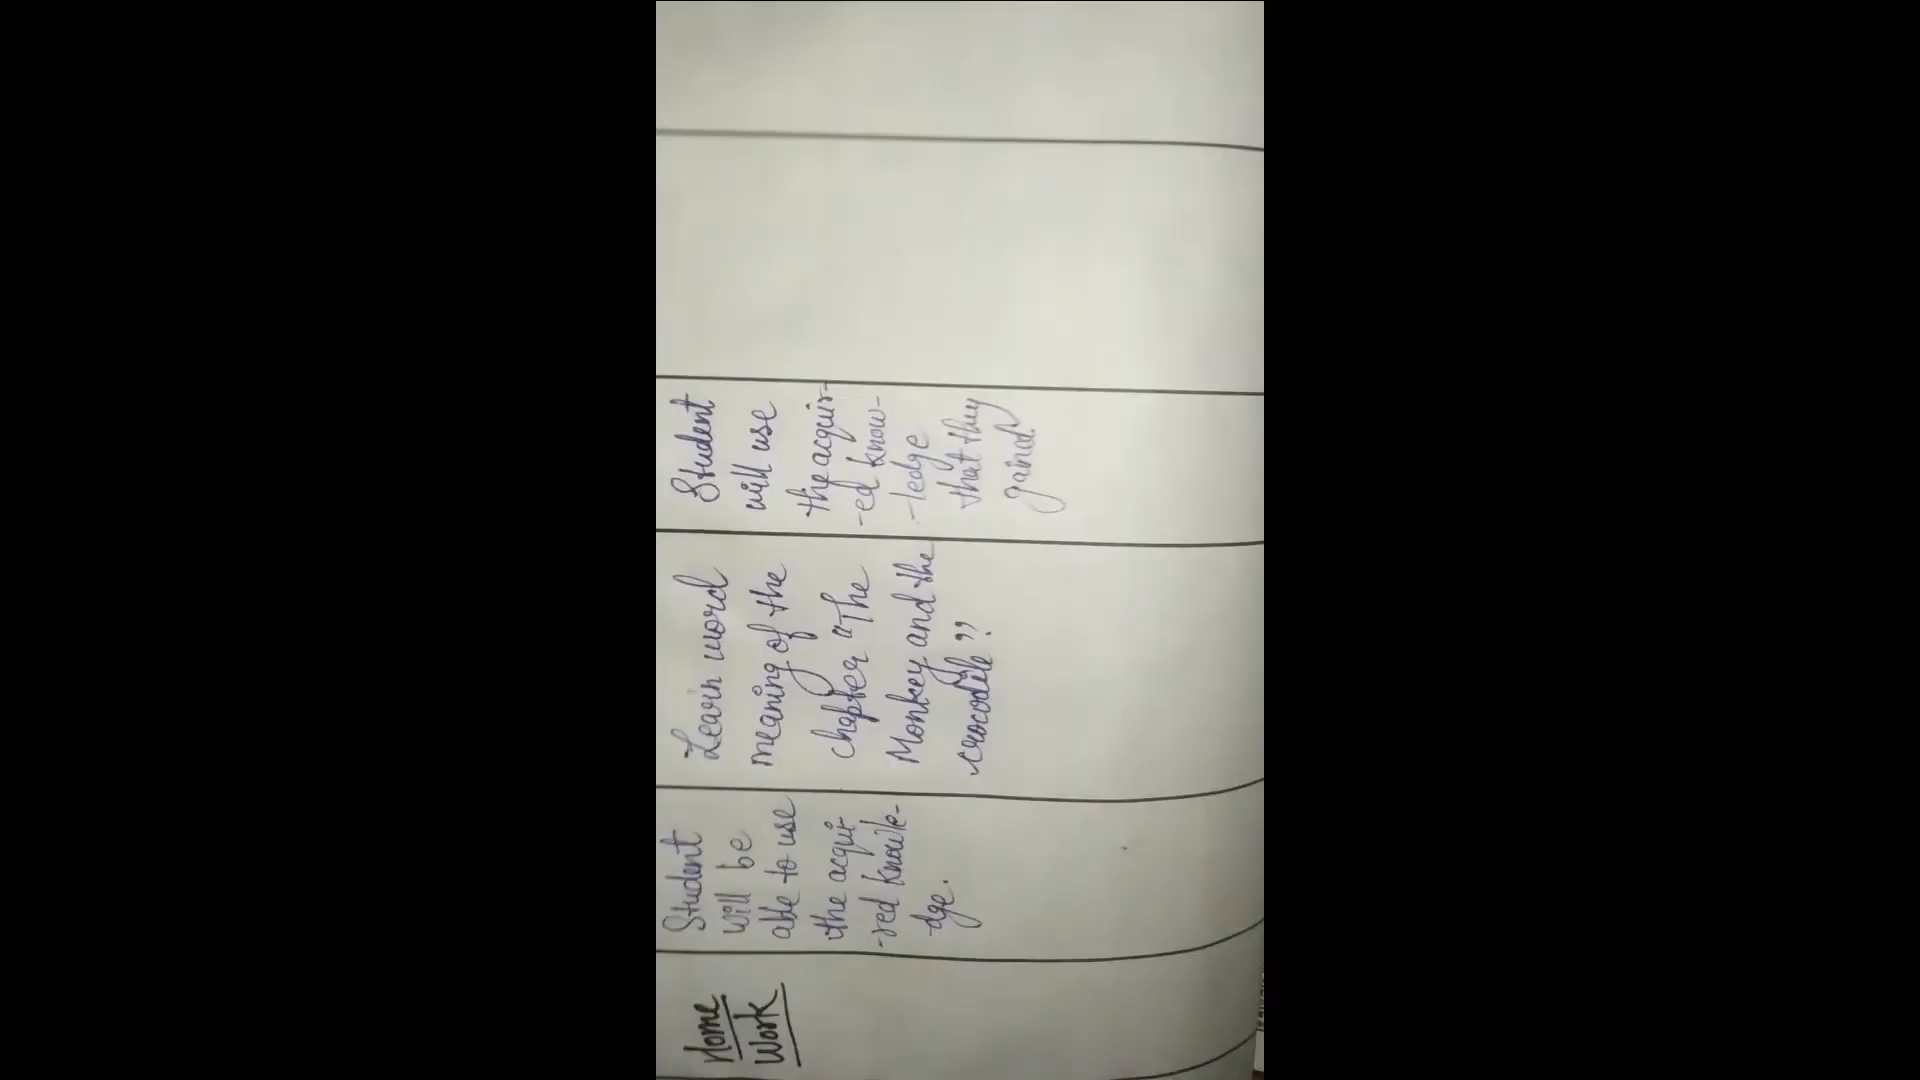 Home
Work
Student
will be
able to use
the acqui-
-red knowle-
dge.
Learn word
meaning of the
chapter "The
Monkey and the
crocodile"
Student
will use
the acquir-
-ed know-
-ledge
that they
gained.